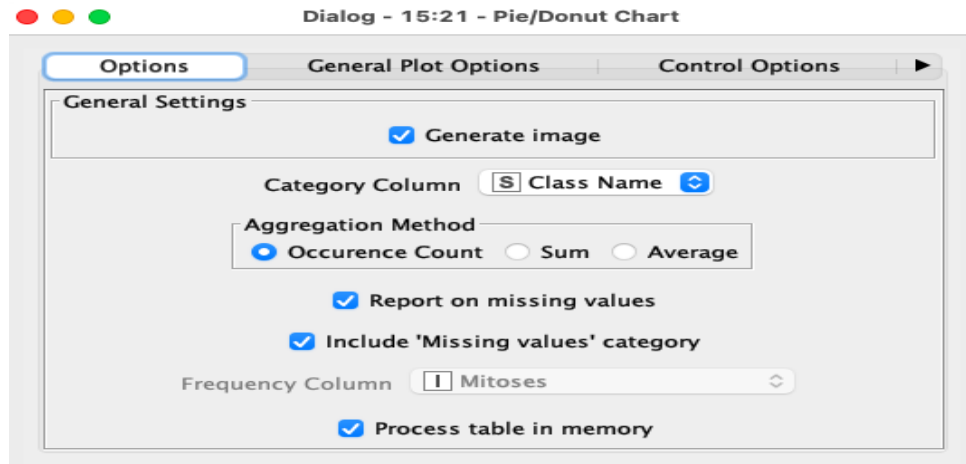 Dialog - 15:21 - Pie/Donut Chart
Options General Plot Options Control Options
General Settings
Generate image
Category Column S Class Name
Aggregation Method
Occurence Count Sum Average
Report on missing values
Include 'Missing values' category
Frequency Column I Mitoses
Process table in memory